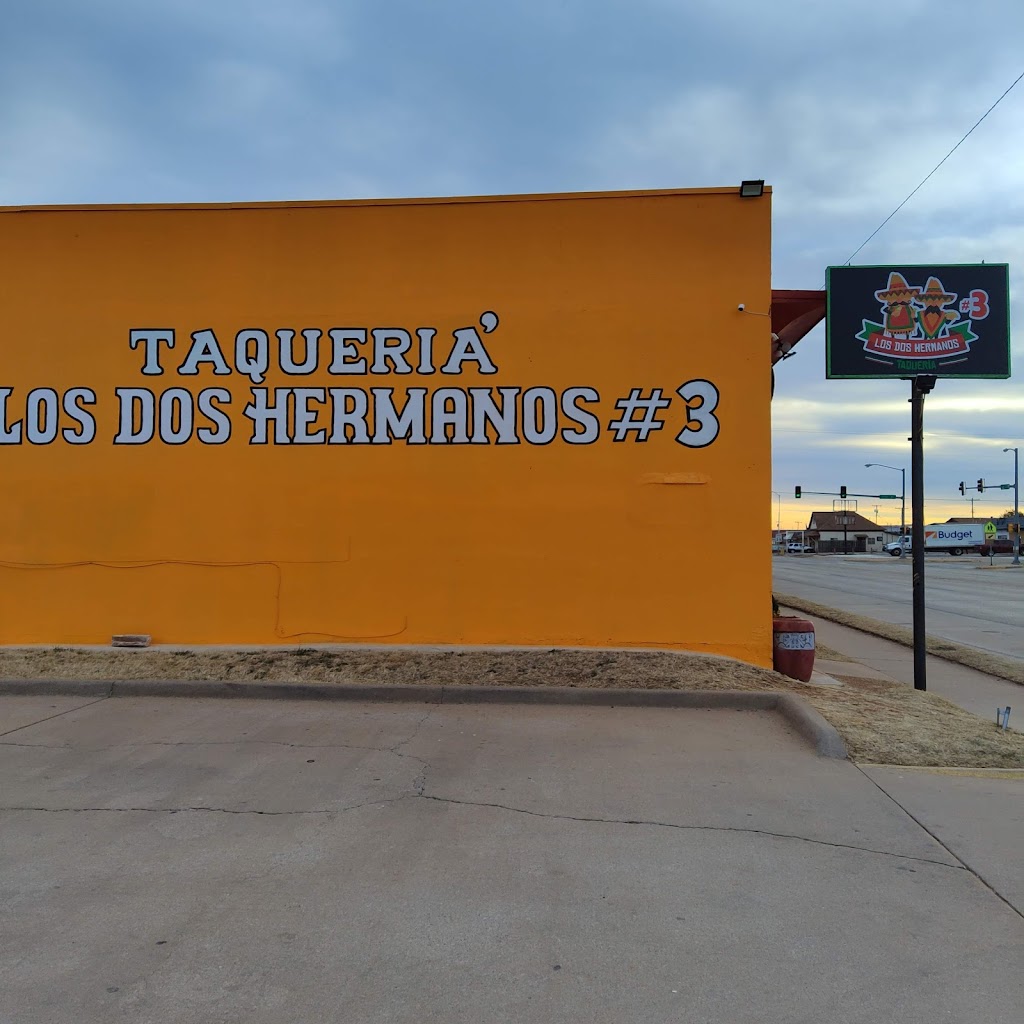 TAQUERIA'
LOS DOS HERMANOS #3
#3
LOS DOS HERMANOS
TAQUERIA
Budget